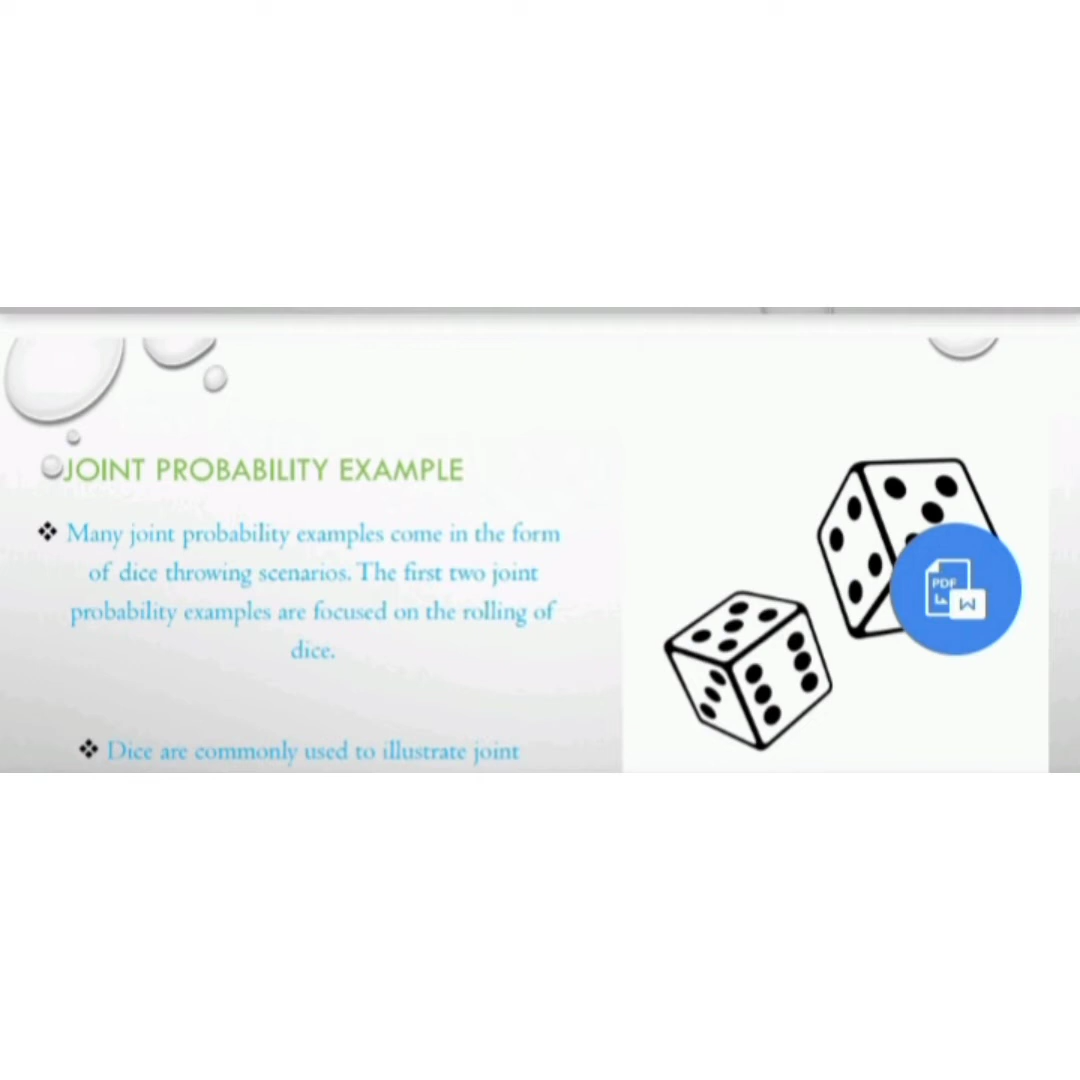 JOINT PROBABILITY EXAMPLE
❖ Many joint probability examples come in the form
of dice throwing scenarios. The first two joint
probability examples are focused on the rolling of
dice.
PDF
W
❖ Dice are commonly used to illustrate joint